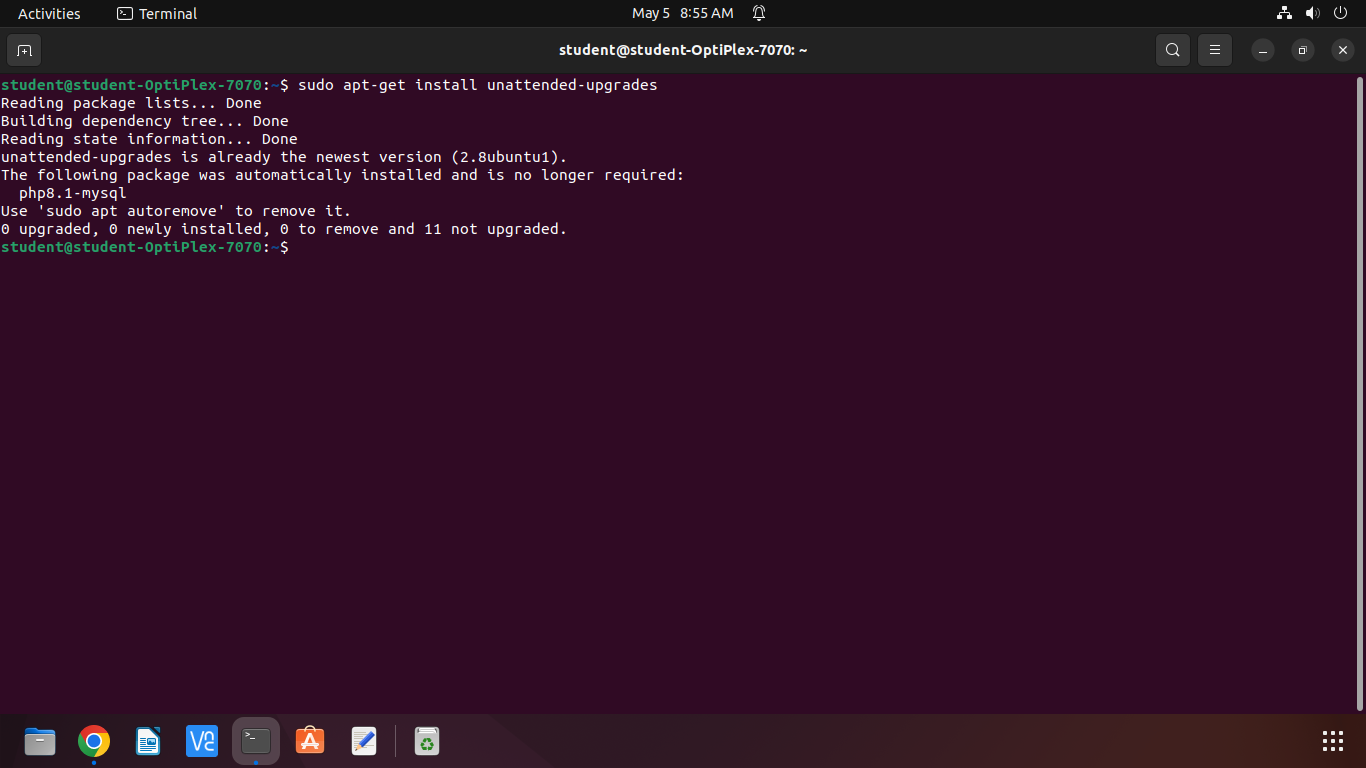 Activities
Terminal
May 5 8:55 AM
student@student-OptiPlex-7070: ~
student@student-OptiPlex-7070:~$ sudo apt-get install unattended-upgrades
Reading package lists... Done
Building dependency tree... Done
Reading state information... Done
unattended-upgrades is already the newest version (2.8ubuntu1).
The following package was automatically installed and is no longer required:
  php8.1-mysql
Use 'sudo apt autoremove' to remove it.
0 upgraded, 0 newly installed, 0 to remove and 11 not upgraded.
student@student-OptiPlex-7070:~$